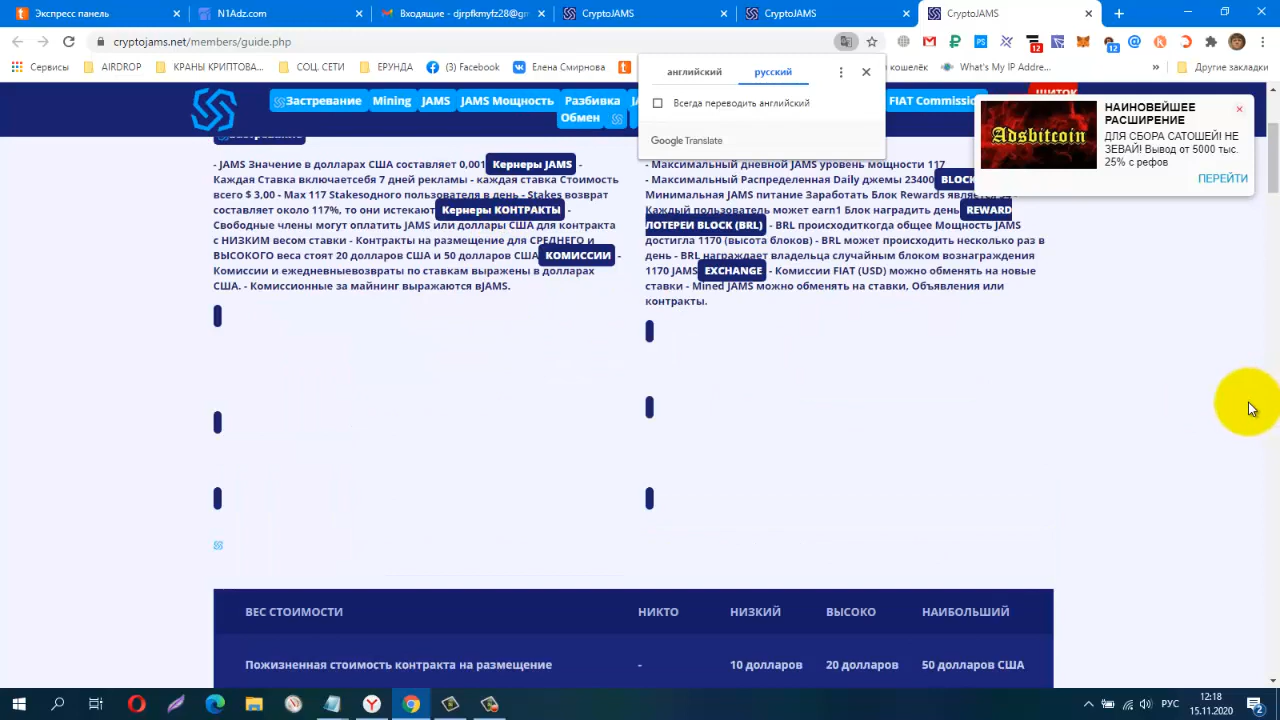 Экспресс панель
N1Adz.com
Входящие - djrpfkmyfz28@gm
CryptoJAMS
CryptoJAMS
CryptoJAMS
cryptojams.net/members/guide.php
12
12
Сервисы
AIRDROP
КРАНЫ КРИПТОВА...
СОЦ. СЕТИ
ЕРУНДА
(3) Facebook
Елена Смирнова
кошелёк
What's My IP Addre...
»
Другие закладки
английский
русский
Всегда переводить английский
Google Translate
Застревание
Mining
JAMS
JAMS Мощность
Разбивка
FIAT Commissio
ЩИТОК
Обмен
НАИНОВЕЙШЕЕ
РАСШИРЕНИЕ
ДЛЯ СБОРА САТОШЕЙ! НЕ
ЗЕВАЙ! Вывод от 5000 тыс.
25% с рефов
ПЕРЕЙТИ
Застревание
- JAMS Значение в долларах США составляет 0,001 Кернеры JAMS -
Каждая Ставка включаетсебя 7 дней рекламы - каждая ставка Стоимость
всего $ 3,00 - Max 117 Stakesодного пользователя в день - Stakes возврат
составляет около 117%, то они истекают Кернеры КОНТРАКТЫ -
Свободные члены могут оплатить JAMS или доллары США для контракта
с НИЗКИМ весом ставки - Контракты на размещение для СРЕДНЕГО и
ВЫСОКОГО веса стоят 20 долларов США и 50 долларов США КОМИССИИ -
Комиссии и ежедневныевозвраты по ставкам выражены в долларах
США. - Комиссионные за майнинг выражаются вJAMS.
- Максимальный дневной JAMS уровень мощности 117
- Максимальный Распределенная Daily джемы 23400 BLOCK
Минимальная JAMS питание Заработать Блок Rewards являетс
Каждый пользователь может earn1 Блок наградить день REWARD
ЛОТЕРЕИ BLOCK (BRL) - BRL происходиткогда общее Мощность JAMS
достигла 1170 (высота блоков) - BRL может происходить несколько раз в
день - BRL награждает владельца случайным блоком вознаграждения
1170 JAMS EXCHANGE - Комиссии FIAT (USD) можно обменять на новые
ставки - Mined JAMS можно обменять на ставки, Объявления или
контракты.
ВЕС СТОИМОСТИ
НИКТО
НИЗКИЙ
ВЫСОКО
НАИБОЛЬШИЙ
Пожизненная стоимость контракта на размещение
-
10 долларов
20 долларов
50 долларов США
РУС
12:18
15.11.2020
2